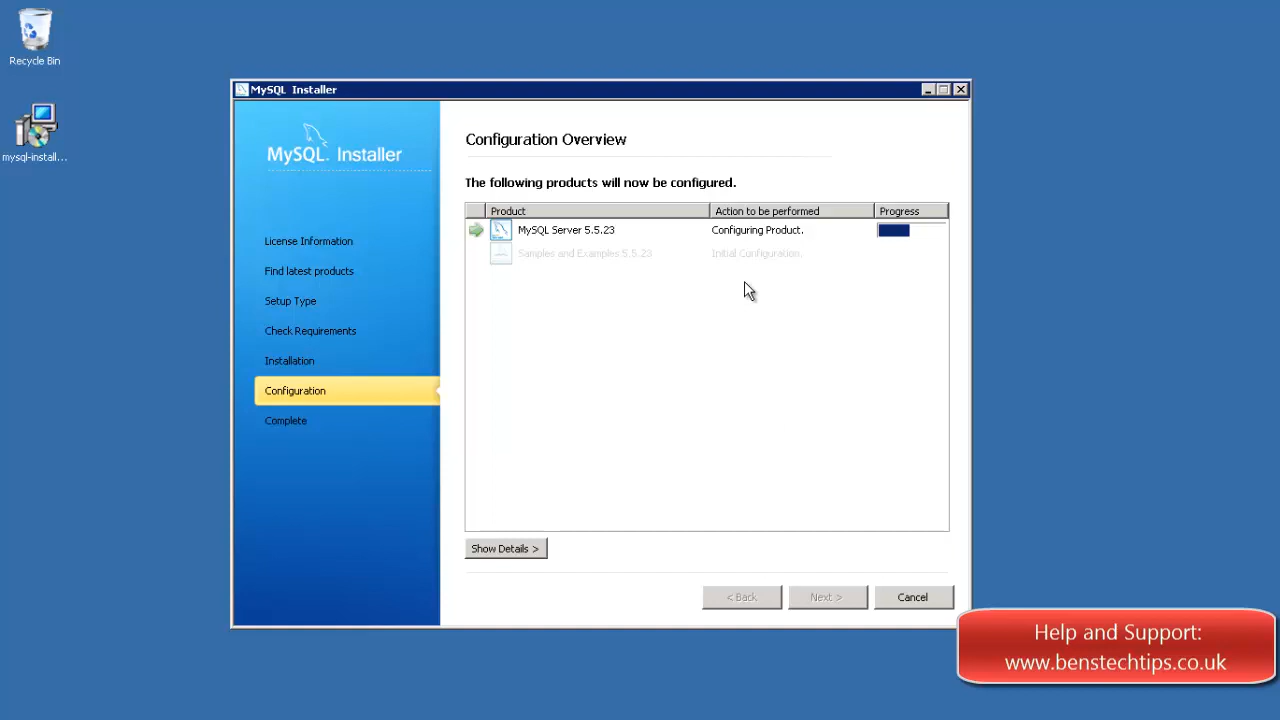 Recycle Bin
mysql-install...
MySQL Installer
MySQL. Installer
License Information
Find latest products
Setup Type
Check Requirements
Installation
Configuration
Complete
Configuration Overview
The following products will now be configured.
Product Action to be performed Progress
MySQL Server 5.5.23 Configuring Product.
Samples and Examples 5.5.23 Initial Configuration.
Show Details >
< Back Next > Cancel
Help and Support:
www.benstechtips.co.uk